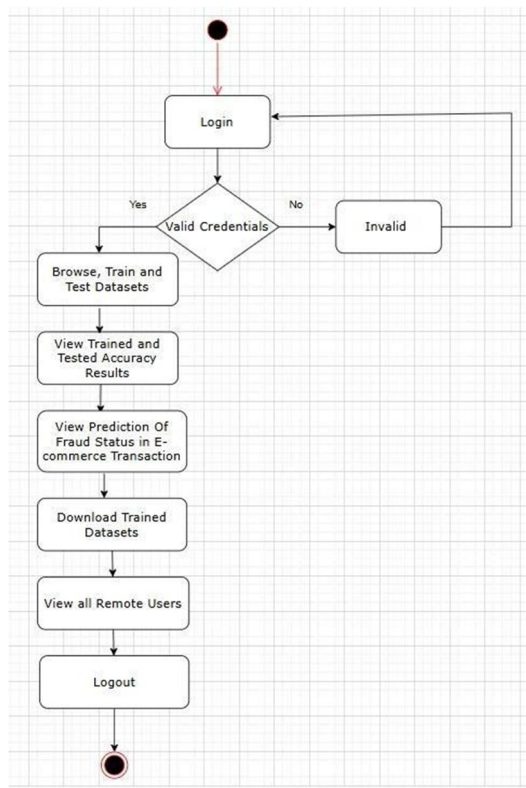 Login
Yes
No
Valid Credentials
Invalid
Browse, Train and
Test Datasets
View Trained and
Tested Accuracy
Results
View Prediction Of
Fraud Status in E-
commerce Transaction
Download Trained
Datasets
View all Remote Users
Logout